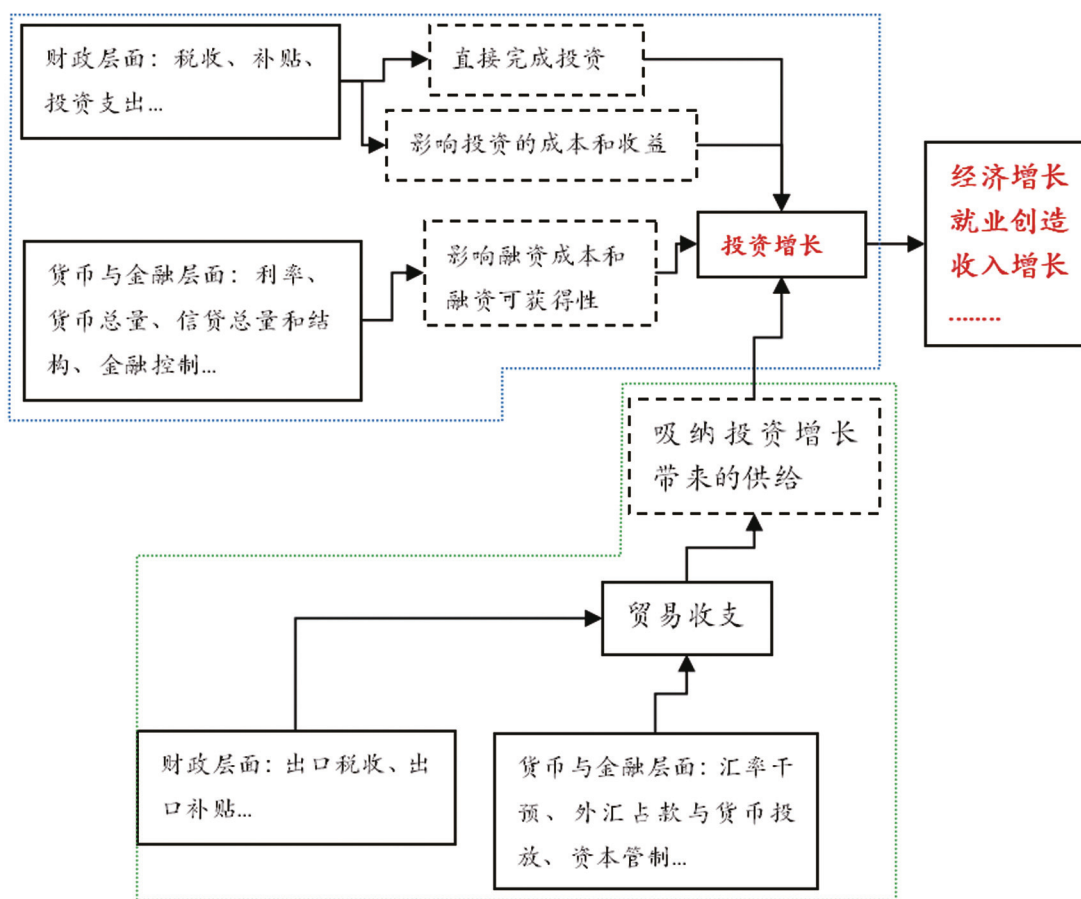 财政层面：税收、补贴、
投资支出…
直接完成投资
影响投资的成本和收益
货币与金融层面：利率、
货币总量、信贷总量和结
构、金融控制…
影响融资成本和
融资可获得性
投资增长
经济增长
就业创造
收入增长
........
吸纳投资增长
带来的供给
贸易收支
财政层面：出口税收、出
口补贴…
货币与金融层面：汇率干
预、外汇占款与货币投
放、资本管制…